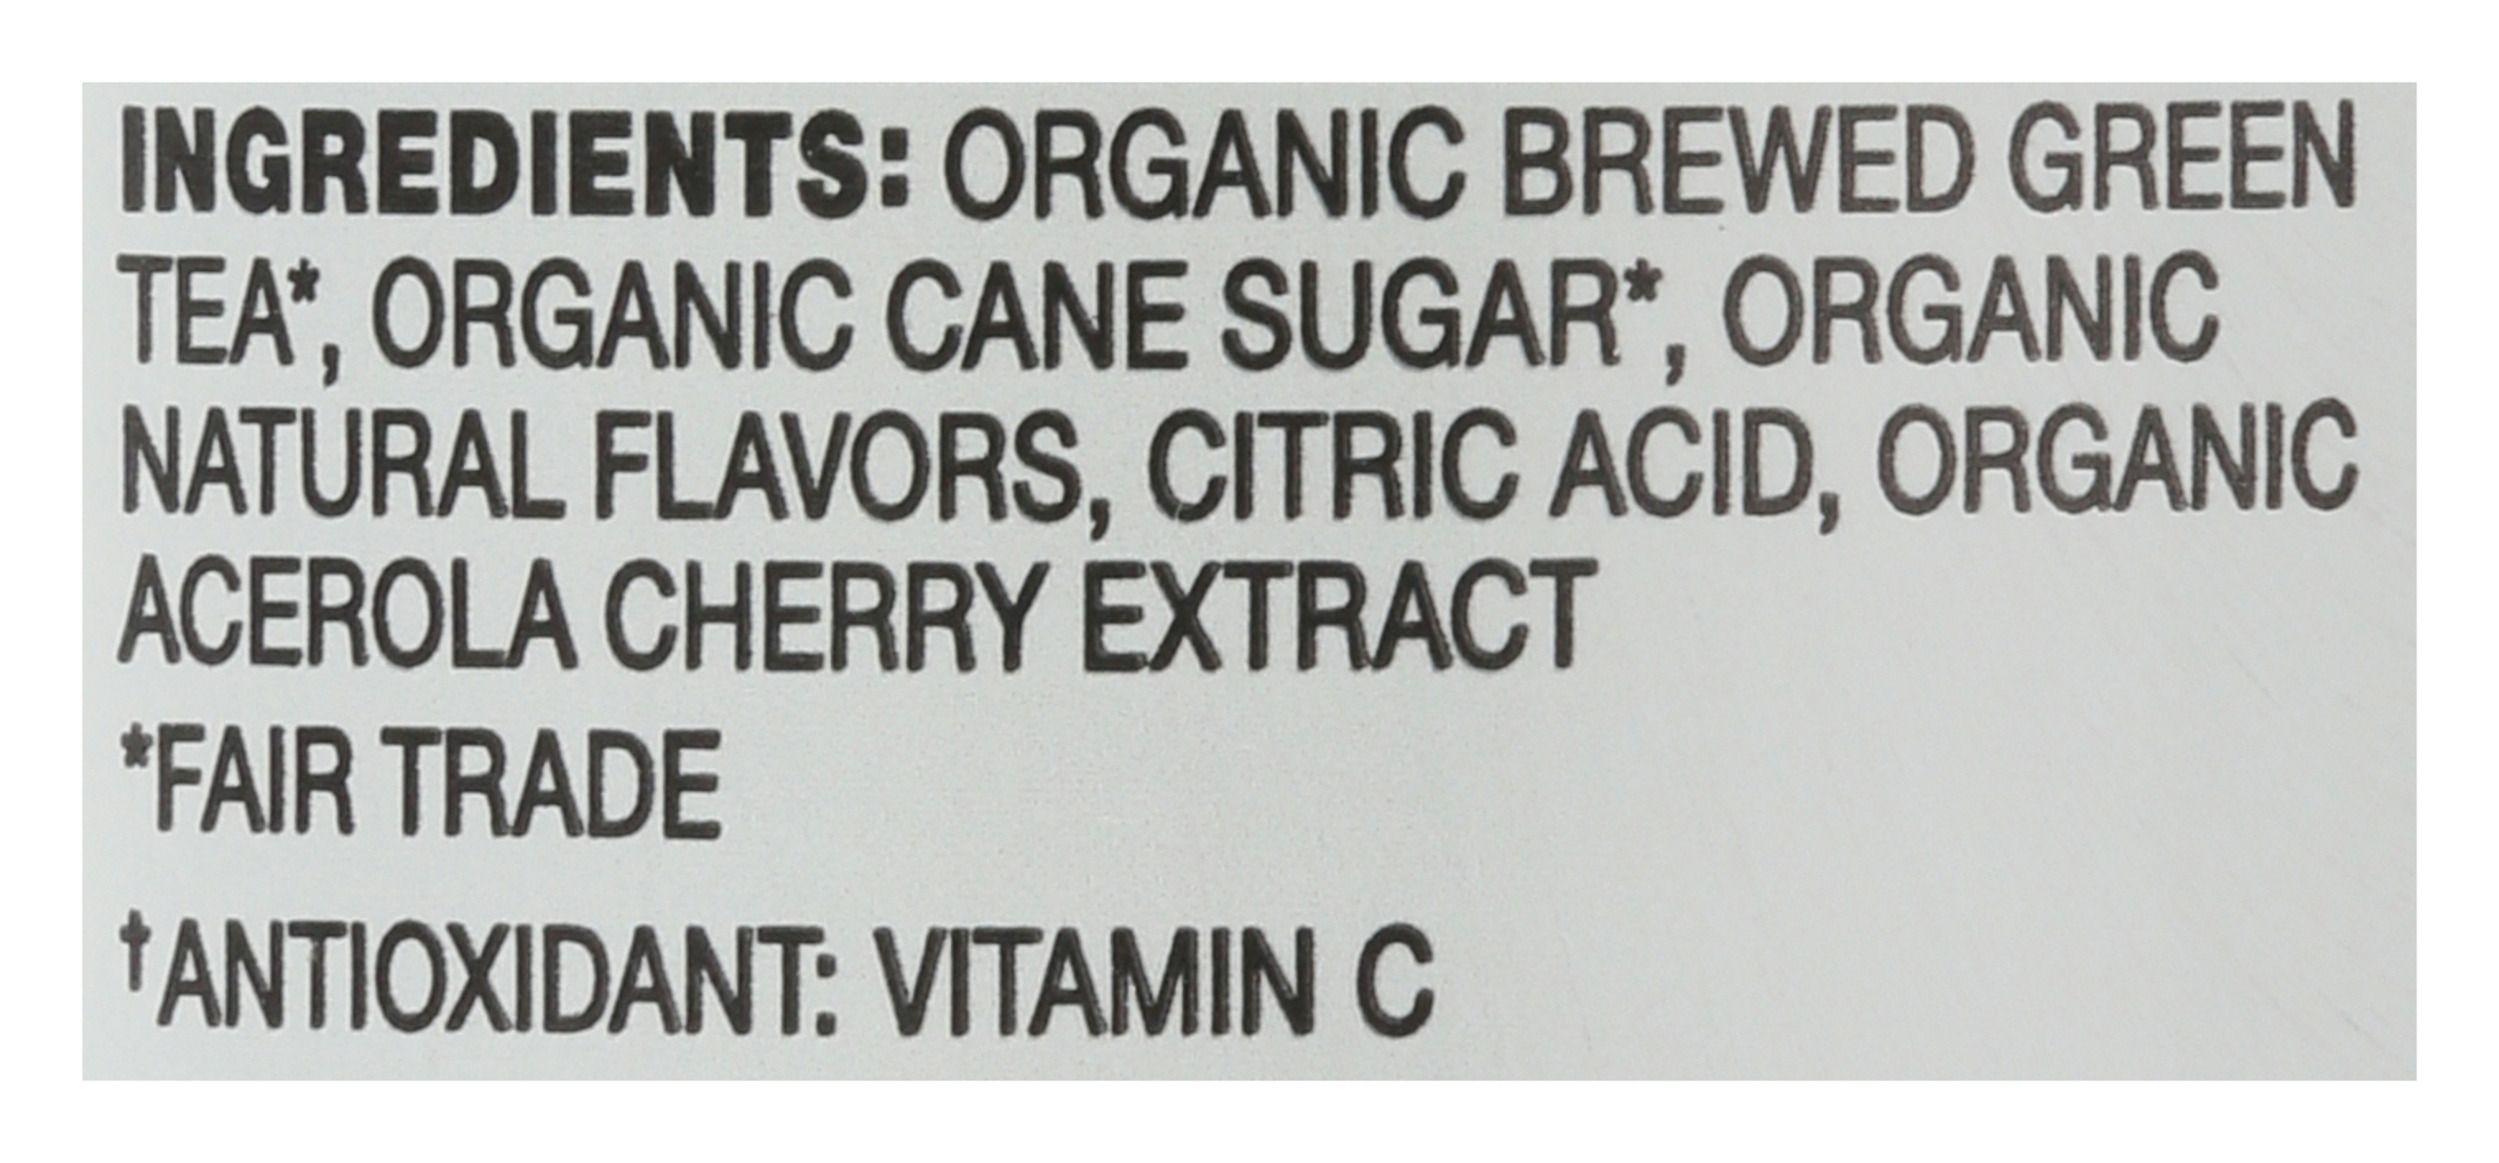 INGREDIENTS: ORGANIC BREWED GREEN
TEA*, ORGANIC CANE SUGAR*, ORGANIC
NATURAL FLAVORS, CITRIC ACID, ORGANIC
ACEROLA CHERRY EXTRACT
*FAIR TRADE
†ANTIOXIDANT: VITAMIN C